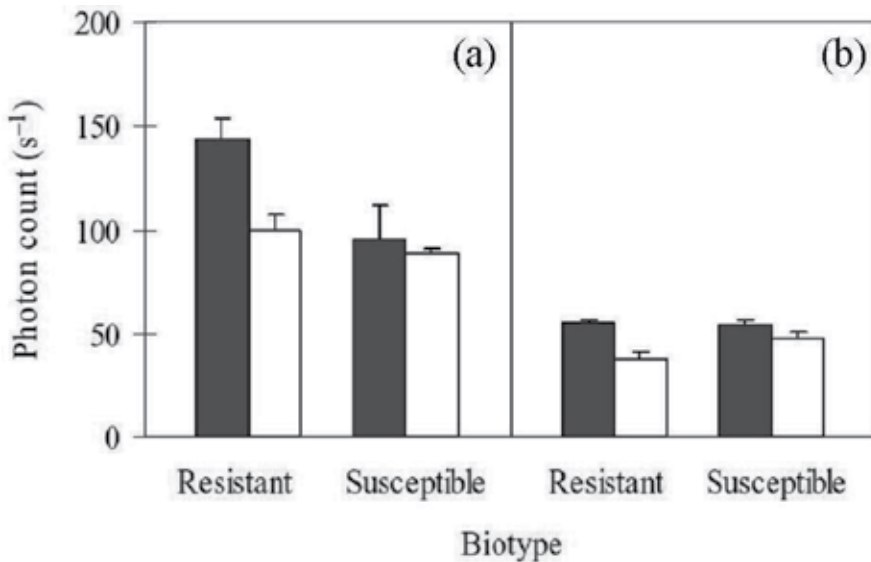 Photon count (s⁻¹)
200
150
100
50
0
(a)
(b)
Resistant
Susceptible
Resistant
Susceptible
Biotype